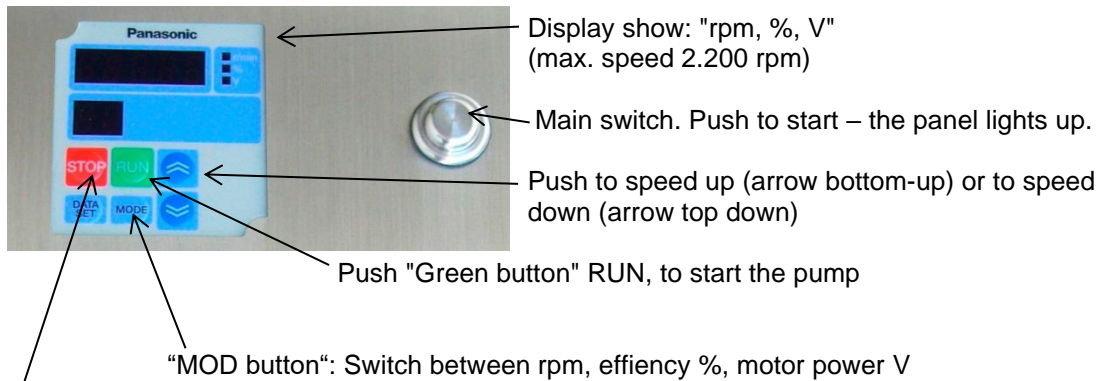 Panasonic
Display show: "rpm, %, V"
(max. speed 2.200 rpm)
%
V
Main switch. Push to start – the panel lights up.
STOP RUN
Push to speed up (arrow bottom-up) or to speed
down (arrow top down)
DATA
SET
MODE
Push "Green button" RUN, to start the pump
“MOD button“: Switch between rpm, effiency %, motor power V